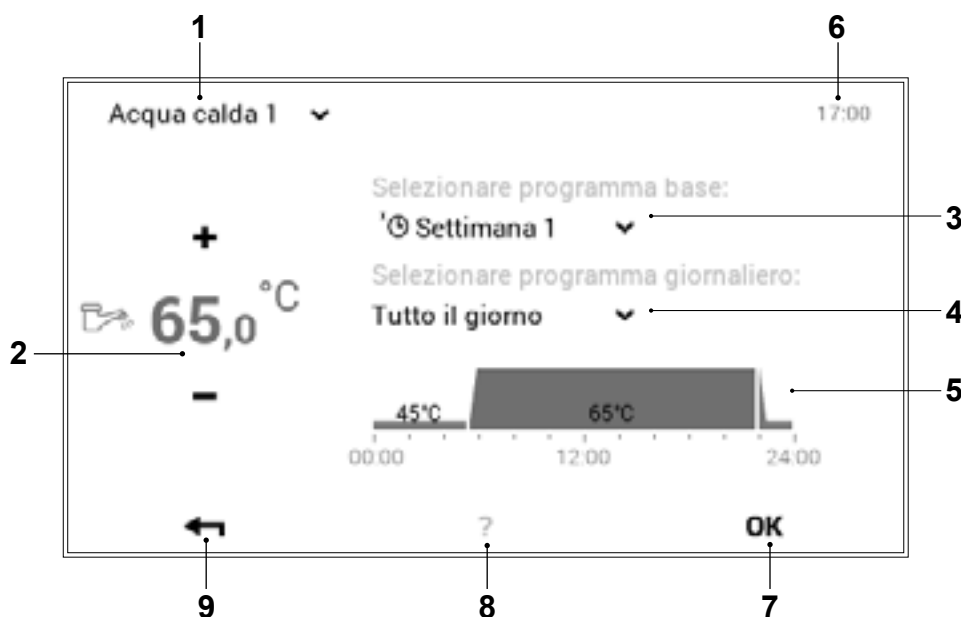 1 6
Acqua calda 1 17:00
Selezionare programma base:
Settimana 1 3
+
Selezionare programma giornaliero:
65,0 °C
Tutto il giorno 4
2
−
5
45°C 65°C
00:00 12:00 24:00
? OK
9 8 7